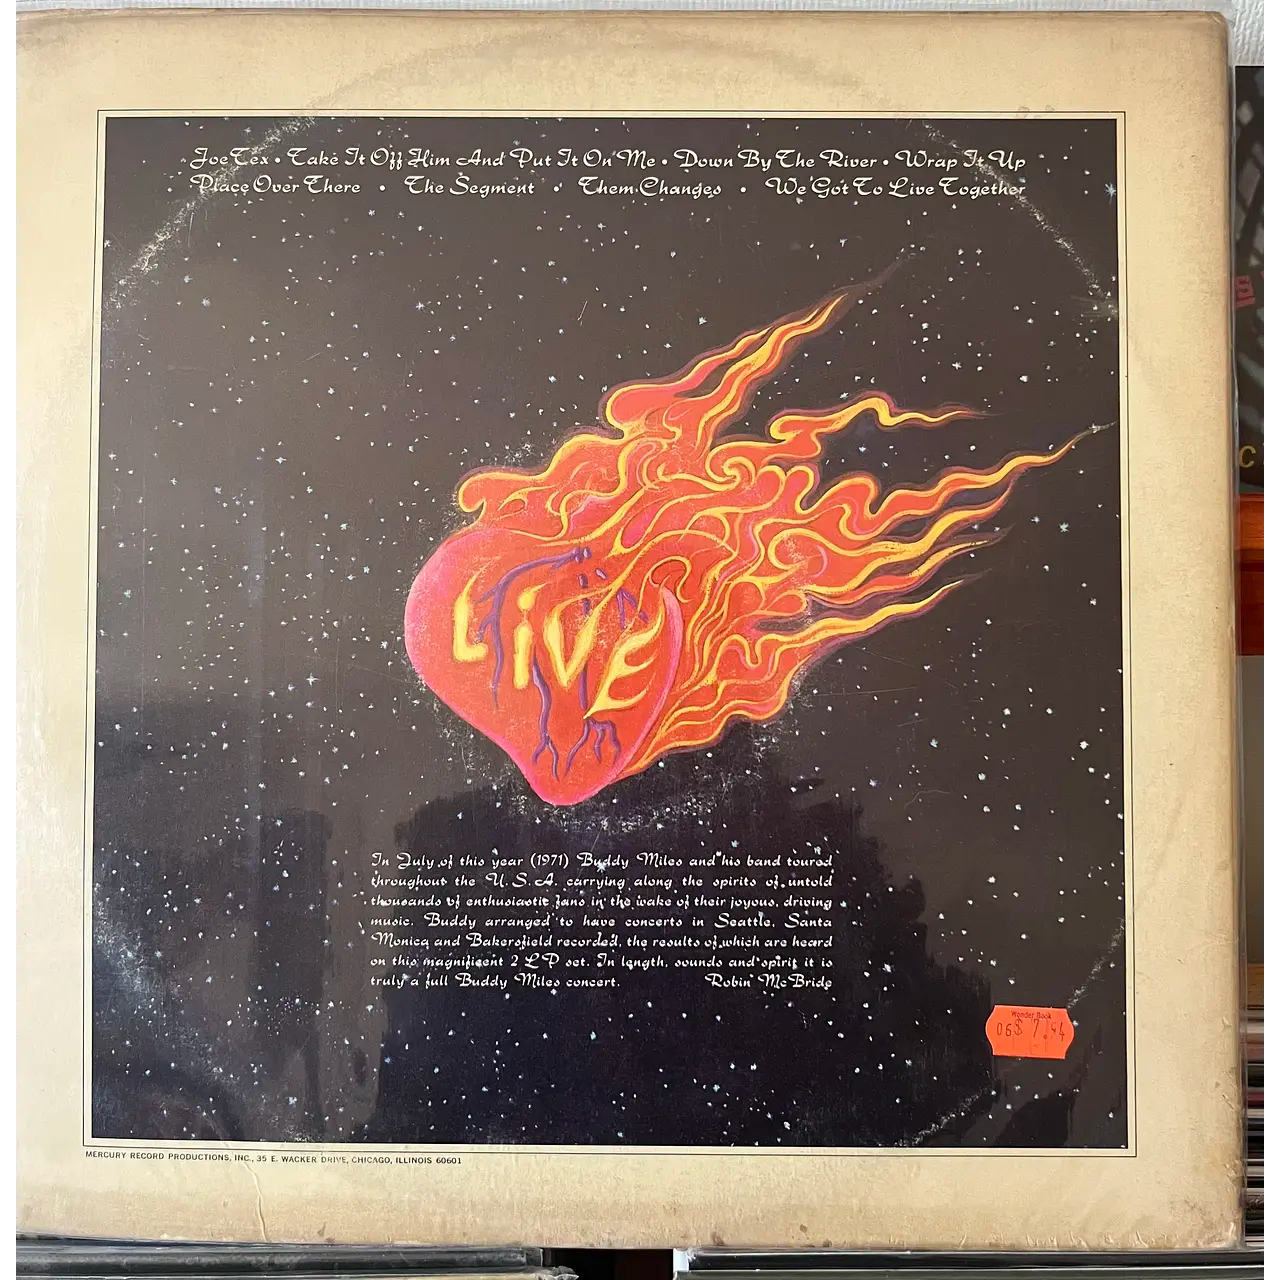 Joe Tex • Take It Off Him And Put It On Me • Down By The River • Wrap It Up
Place Over There • The Segment • Them Changes • We Got To Live Together
LIVE
In July of this year (1971) Buddy Miles and his band toured
throughout the U. S. A. carrying along the spirits of untold
thousands of enthusiastic fans in the wake of their joyous, driving
music. Buddy arranged to have concerts in Seattle, Santa
Monica and Bakersfield recorded, the results of which are heard
on this magnificent 2 LP set. In length, sounds and spirit it is
truly a full Buddy Miles concert. Robin McBride
Wonder Book
06$ 7.44
MERCURY RECORD PRODUCTIONS, INC., 35 E. WACKER DRIVE, CHICAGO, ILLINOIS 60601
C